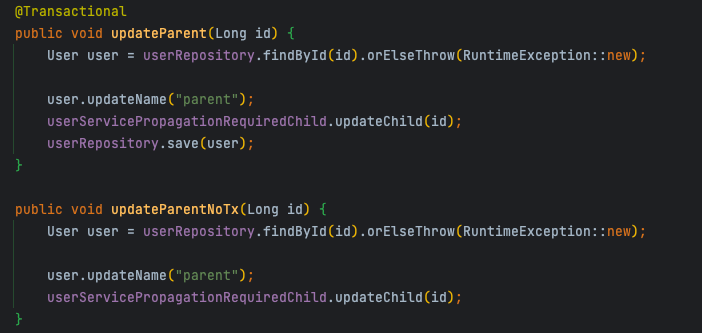 @Transactional
public void updateParent(Long id) {
User user = userRepository.findById(id).orElseThrow(RuntimeException::new);
user.updateName("parent");
userServicePropagationRequiredChild.updateChild(id);
userRepository.save(user);
}
public void updateParentNoTx(Long id) {
User user = userRepository.findById(id).orElseThrow(RuntimeException::new);
user.updateName("parent");
userServicePropagationRequiredChild.updateChild(id);
}